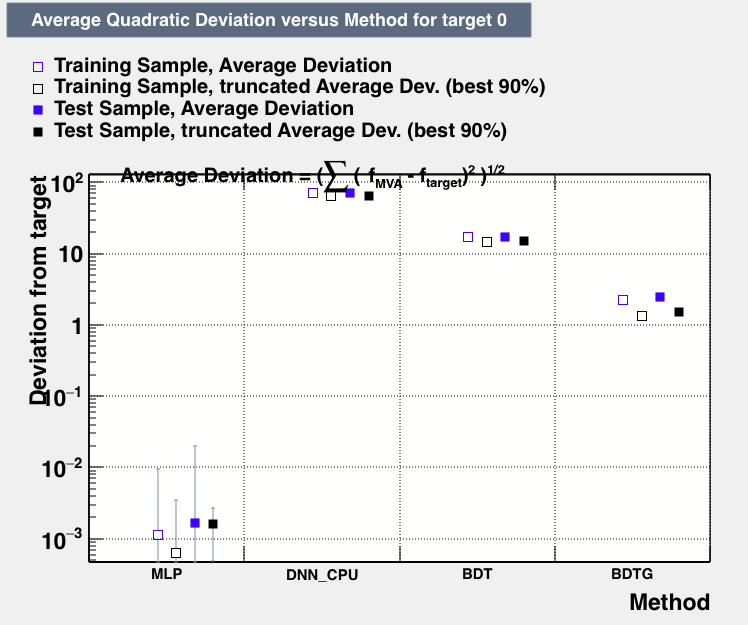 Average Quadratic Deviation versus Method for target 0
Training Sample, Average Deviation
Training Sample, truncated Average Dev. (best 90%)
Test Sample, Average Deviation
Test Sample, truncated Average Dev. (best 90%)
Average Deviation = (∑ ( f_MVA - f_target)² )^1/2
Deviation from target
10²
10
1
10⁻¹
10⁻²
10⁻³
MLP DNN_CPU BDT BDTG
Method